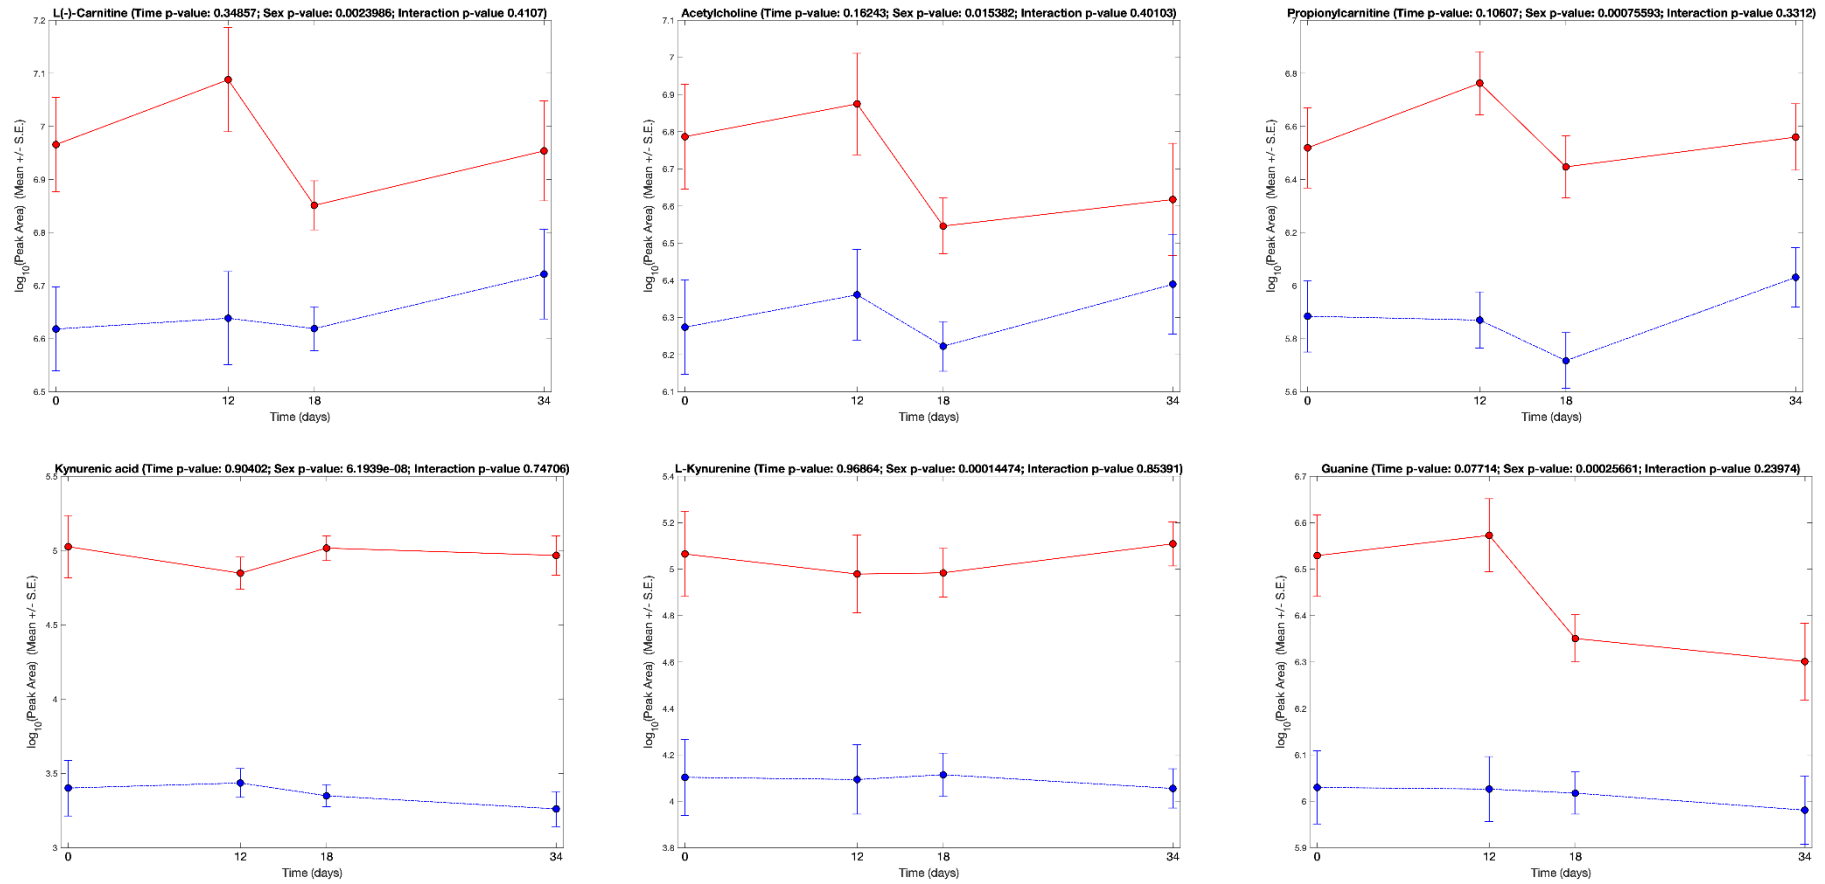 L(-)-Carnitine (Time p-value: 0.34857; Sex p-value: 0.0023986; Interaction p-value 0.4107)
7.2
7.1
7
6.9
6.8
6.7
6.6
6.5
log10(Peak Area) (Mean +/- S.E.)
0 12 18 34
Time (days)
Acetylcholine (Time p-value: 0.16243; Sex p-value: 0.015382; Interaction p-value 0.40103)
7.1
7
6.9
6.8
6.7
6.6
6.5
6.4
6.3
6.2
6.1
log10(Peak Area) (Mean +/- S.E.)
0 12 18 34
Time (days)
Propionylcarnitine (Time p-value: 0.10607; Sex p-value: 0.00075593; Interaction p-value 0.3312)
7
6.8
6.6
6.4
6.2
6
5.8
5.6
log10(Peak Area) (Mean +/- S.E.)
0 12 18 34
Time (days)
Kynurenic acid (Time p-value: 0.90402; Sex p-value: 6.1939e-08; Interaction p-value 0.74706)
5.5
5
4.5
4
3.5
3
log10(Peak Area) (Mean +/- S.E.)
0 12 18 34
Time (days)
L-Kynurenine (Time p-value: 0.96864; Sex p-value: 0.00014474; Interaction p-value 0.85391)
5.4
5.2
5
4.8
4.6
4.4
4.2
4
3.8
log10(Peak Area) (Mean +/- S.E.)
0 12 18 34
Time (days)
Guanine (Time p-value: 0.07714; Sex p-value: 0.00025661; Interaction p-value 0.23974)
6.7
6.6
6.5
6.4
6.3
6.2
6.1
6
5.9
log10(Peak Area) (Mean +/- S.E.)
0 12 18 34
Time (days)